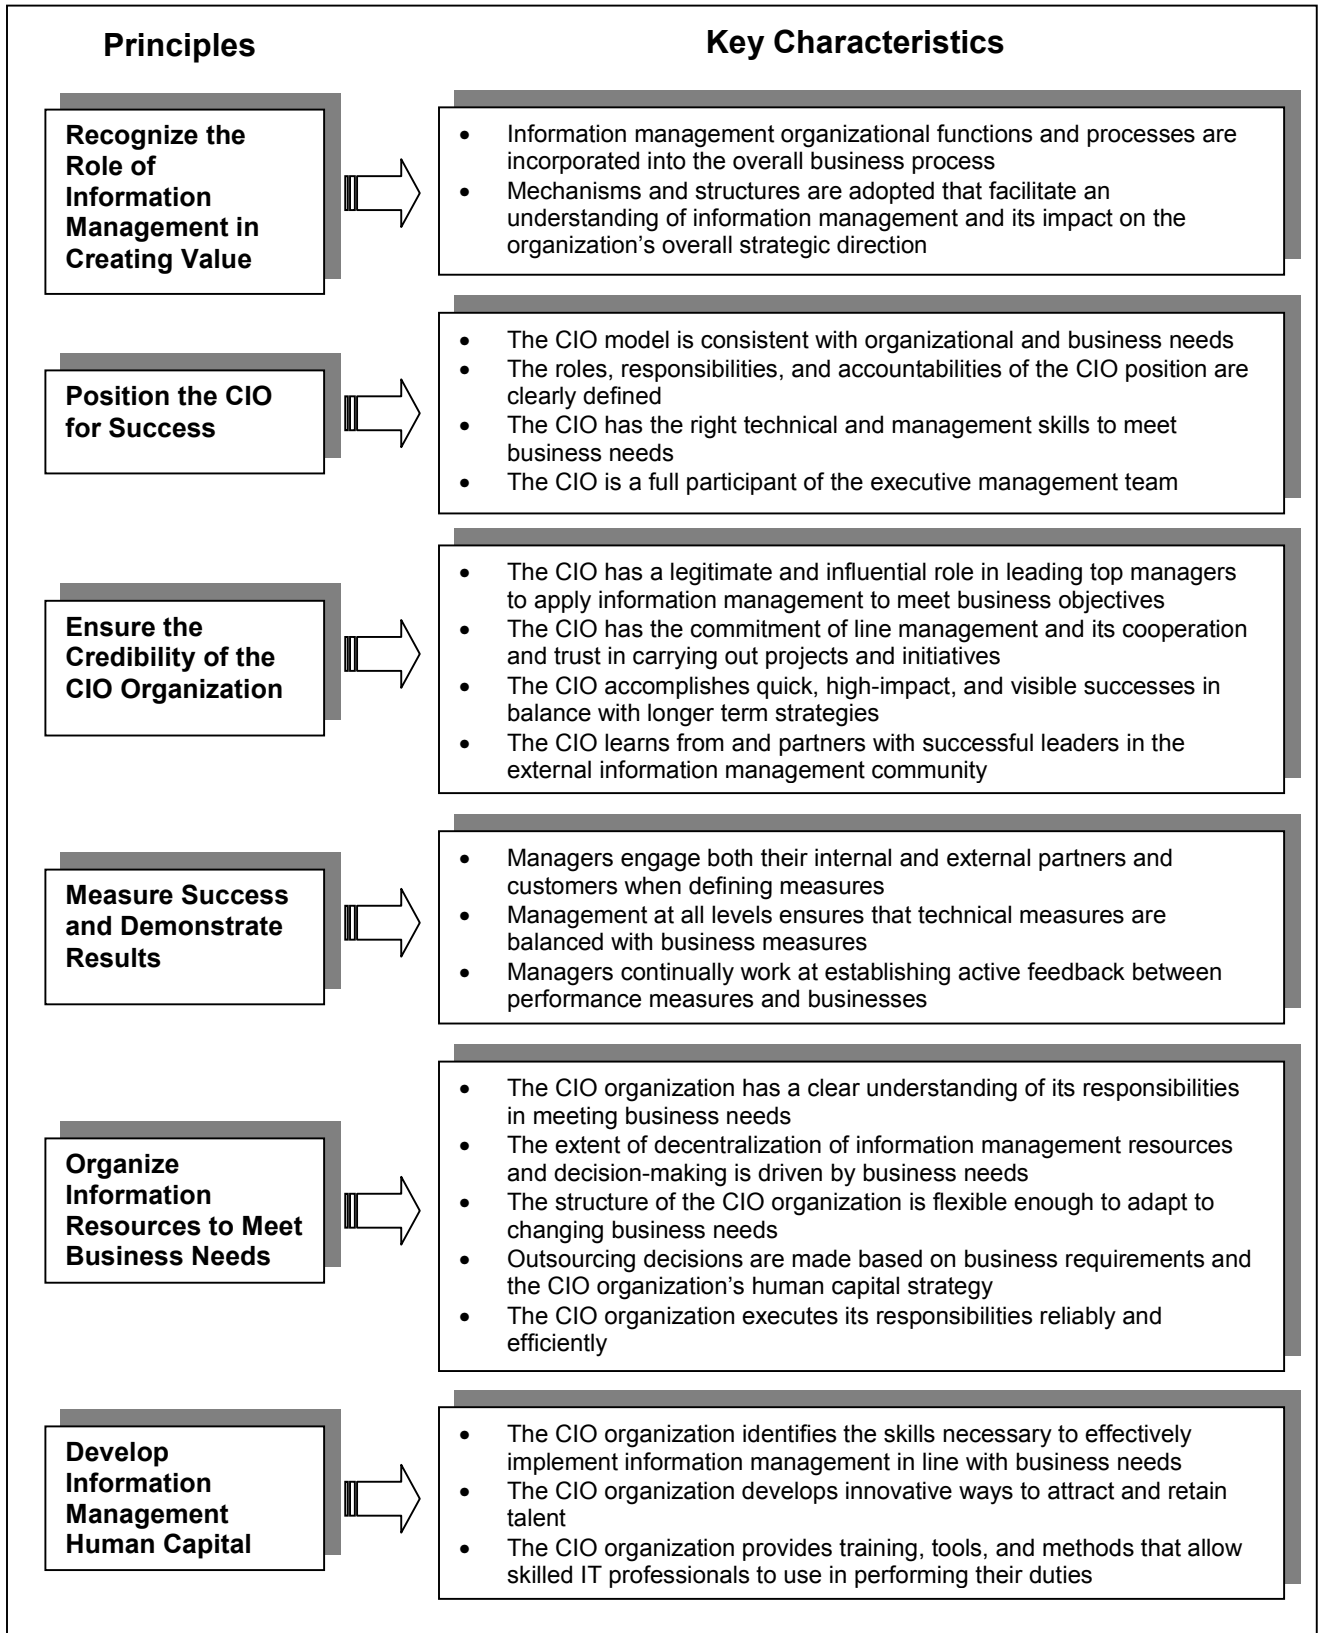 Principles
Key Characteristics
Recognize the
Role of
Information
Management in
Creating Value
• Information management organizational functions and processes are
incorporated into the overall business process
• Mechanisms and structures are adopted that facilitate an
understanding of information management and its impact on the
organization’s overall strategic direction
Position the CIO
for Success
• The CIO model is consistent with organizational and business needs
• The roles, responsibilities, and accountabilities of the CIO position are
clearly defined
• The CIO has the right technical and management skills to meet
business needs
• The CIO is a full participant of the executive management team
Ensure the
Credibility of the
CIO Organization
• The CIO has a legitimate and influential role in leading top managers
to apply information management to meet business objectives
• The CIO has the commitment of line management and its cooperation
and trust in carrying out projects and initiatives
• The CIO accomplishes quick, high-impact, and visible successes in
balance with longer term strategies
• The CIO learns from and partners with successful leaders in the
external information management community
Measure Success
and Demonstrate
Results
• Managers engage both their internal and external partners and
customers when defining measures
• Management at all levels ensures that technical measures are
balanced with business measures
• Managers continually work at establishing active feedback between
performance measures and businesses
Organize
Information
Resources to Meet
Business Needs
• The CIO organization has a clear understanding of its responsibilities
in meeting business needs
• The extent of decentralization of information management resources
and decision-making is driven by business needs
• The structure of the CIO organization is flexible enough to adapt to
changing business needs
• Outsourcing decisions are made based on business requirements and
the CIO organization’s human capital strategy
• The CIO organization executes its responsibilities reliably and
efficiently
Develop
Information
Management
Human Capital
• The CIO organization identifies the skills necessary to effectively
implement information management in line with business needs
• The CIO organization develops innovative ways to attract and retain
talent
• The CIO organization provides training, tools, and methods that allow
skilled IT professionals to use in performing their duties